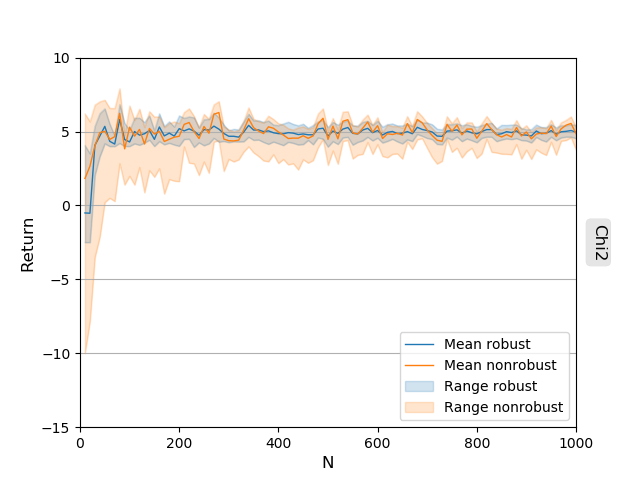 10
5
0
−5
−10
−15
Return
0
200
400
600
800
1000
N
Chi2
Mean robust
Mean nonrobust
Range robust
Range nonrobust